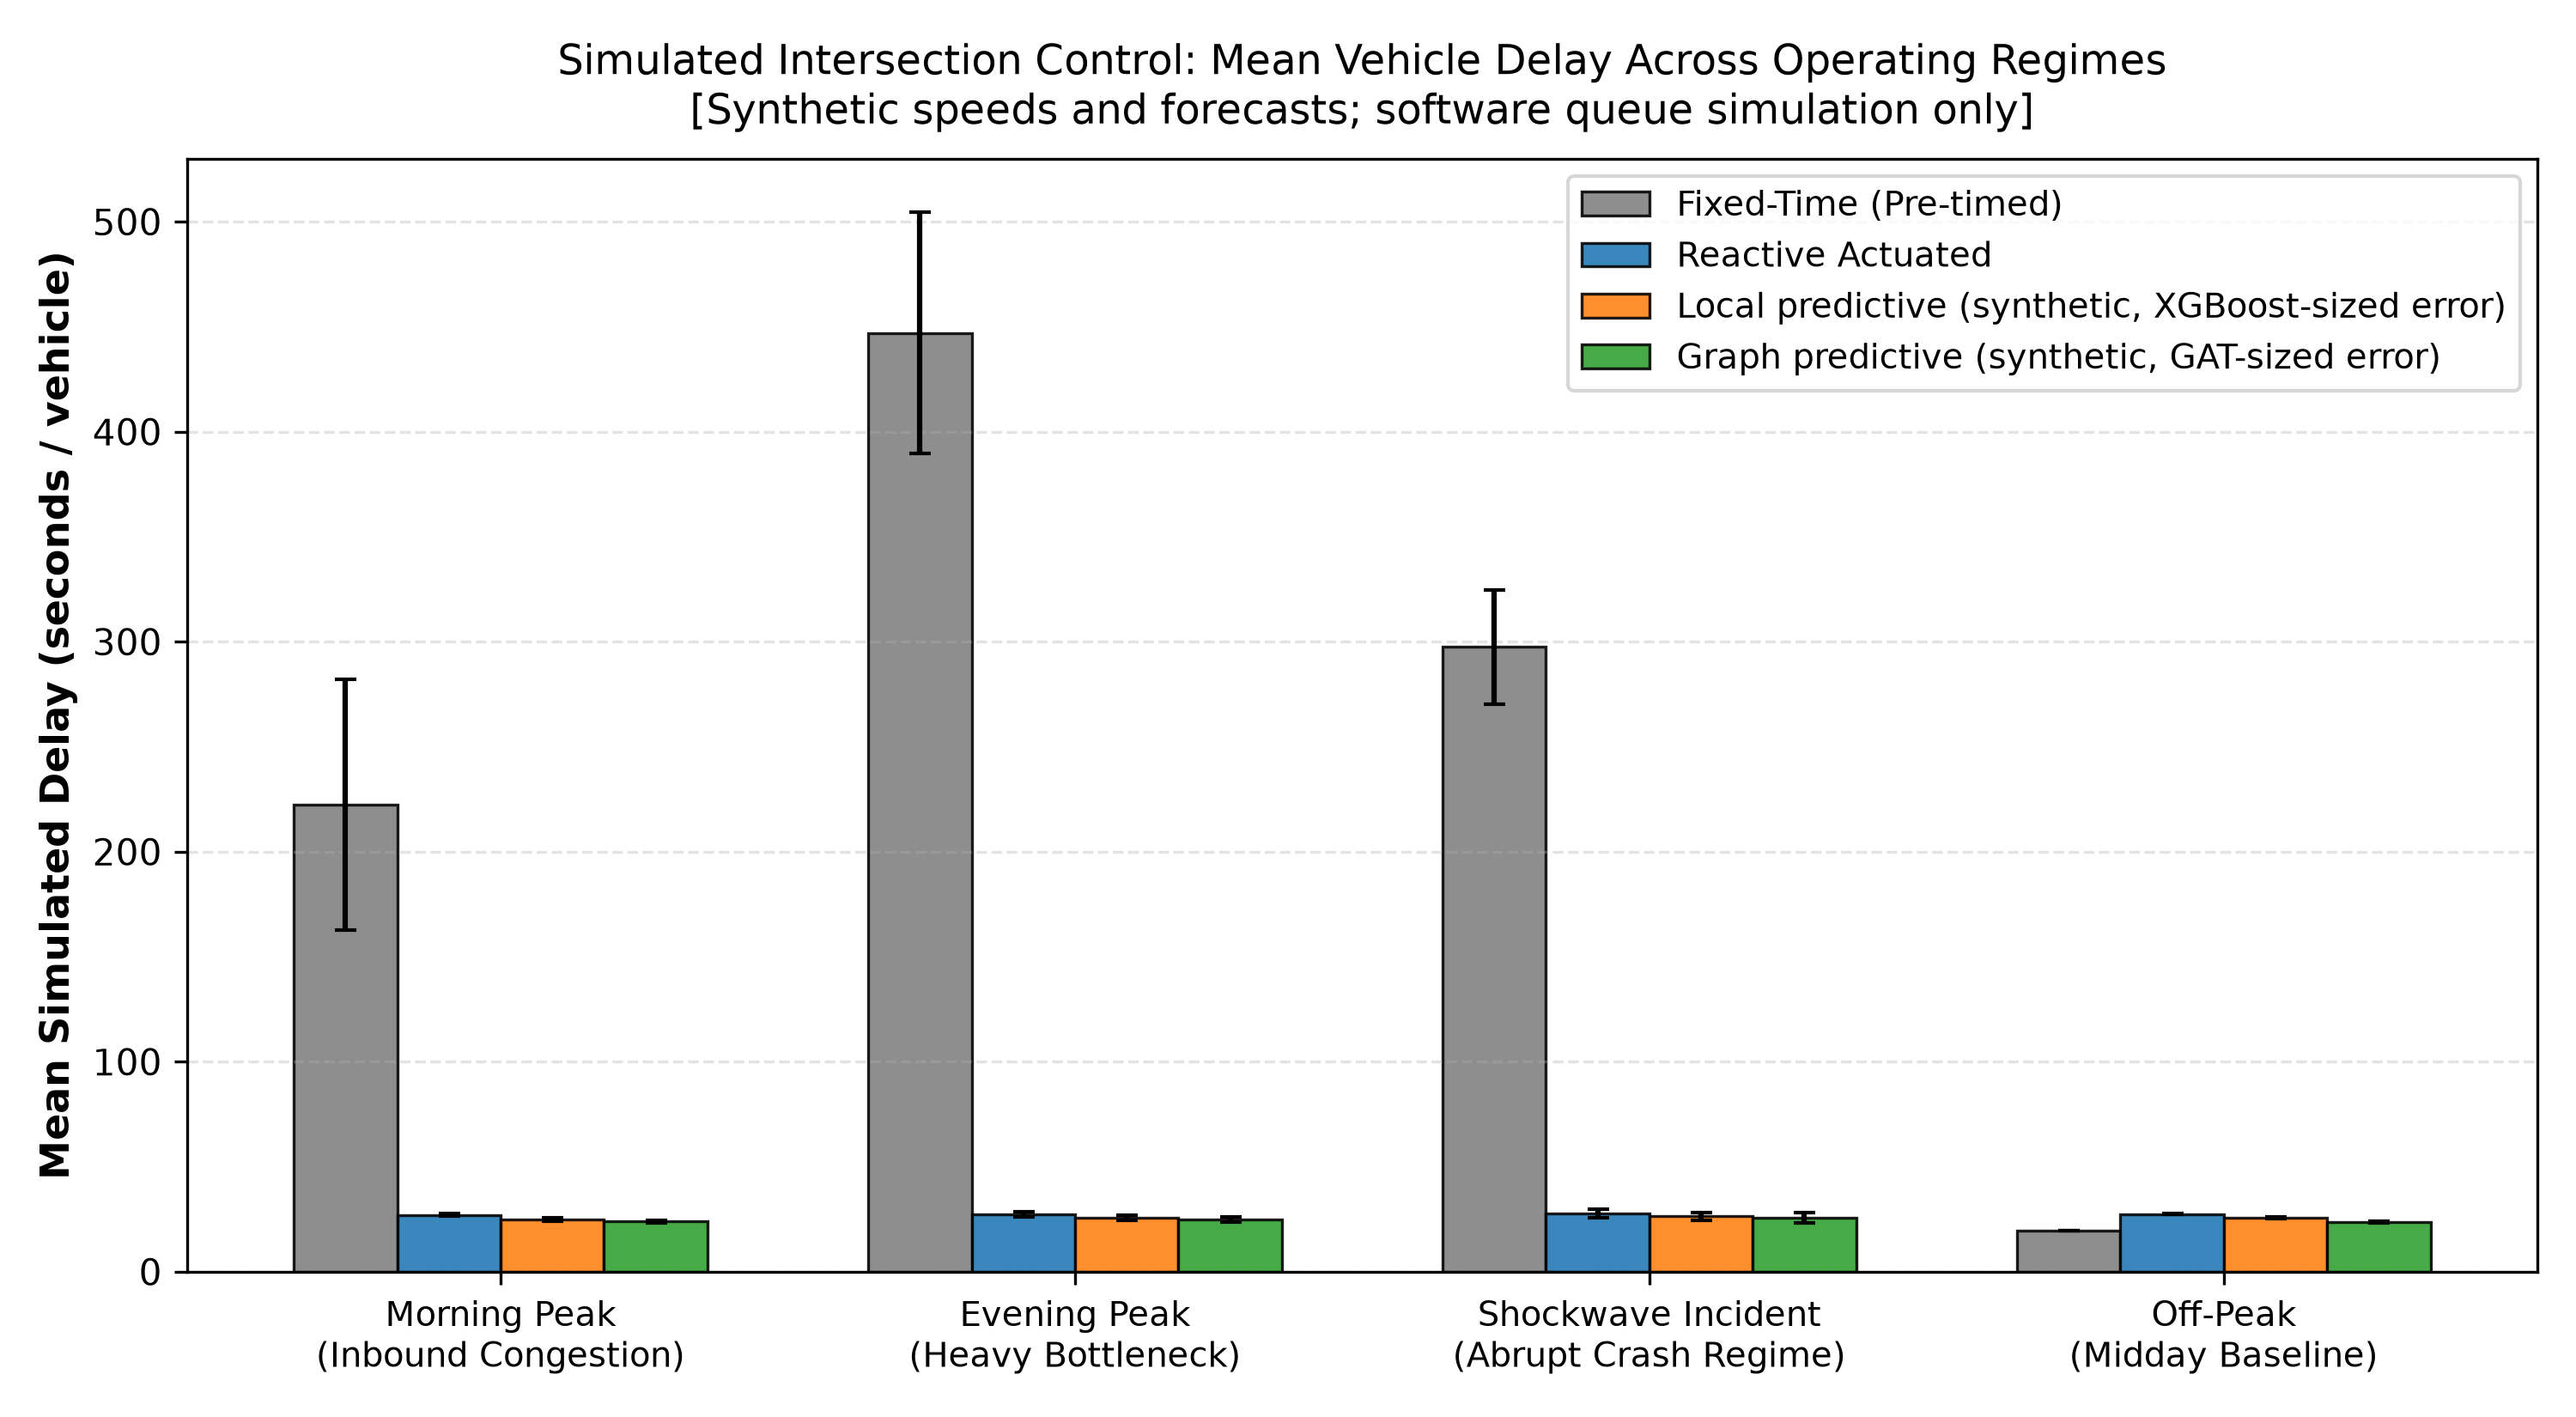 Simulated Intersection Control: Mean Vehicle Delay Across Operating Regimes
[Synthetic speeds and forecasts; software queue simulation only]
Mean Simulated Delay (seconds / vehicle)
500
400
300
200
100
0
Fixed-Time (Pre-timed)
Reactive Actuated
Local predictive (synthetic, XGBoost-sized error)
Graph predictive (synthetic, GAT-sized error)
Morning Peak
(Inbound Congestion)
Evening Peak
(Heavy Bottleneck)
Shockwave Incident
(Abrupt Crash Regime)
Off-Peak
(Midday Baseline)